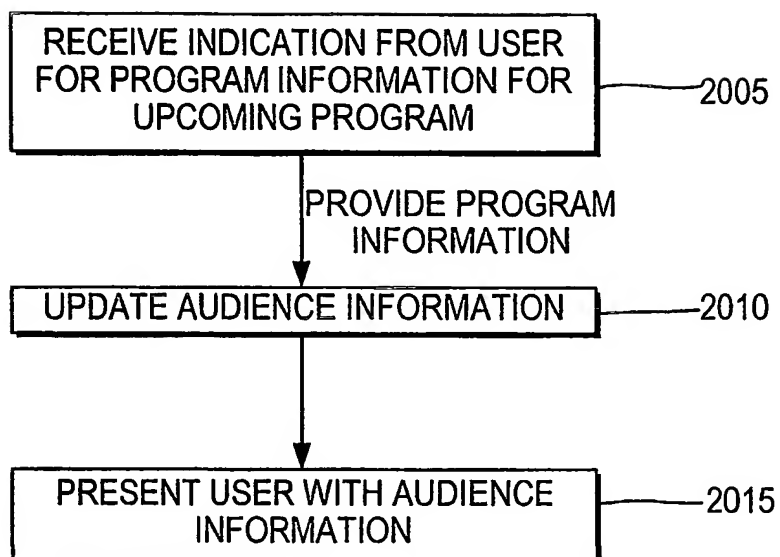 RECEIVE INDICATION FROM USER
FOR PROGRAM INFORMATION FOR
UPCOMING PROGRAM
2005
PROVIDE PROGRAM
INFORMATION
UPDATE AUDIENCE INFORMATION
2010
PRESENT USER WITH AUDIENCE
INFORMATION
2015